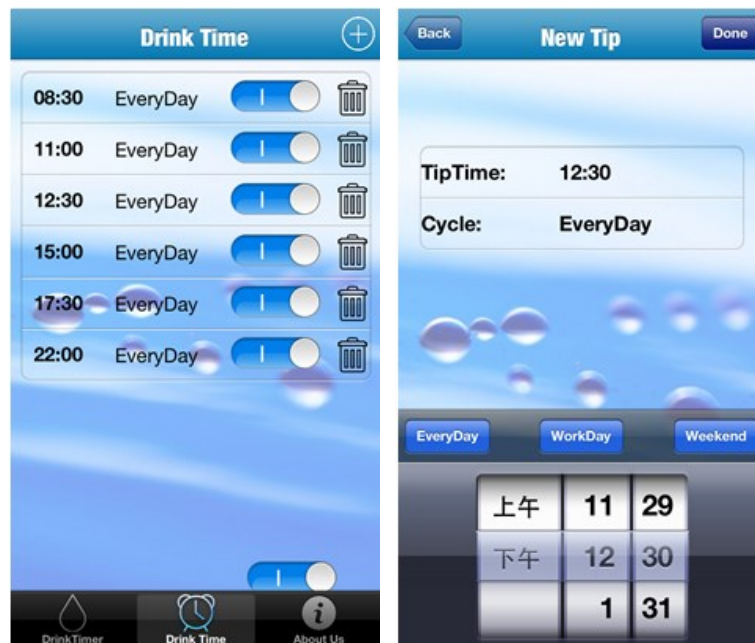 Drink Time
08:30 EveryDay
11:00 EveryDay
12:30 EveryDay
15:00 EveryDay
17:30 EveryDay
22:00 EveryDay
DrinkTimer Drink Time About Us
Back New Tip Done
TipTime: 12:30
Cycle: EveryDay
EveryDay WorkDay Weekend
上午 11 29
下午 12 30
1 31